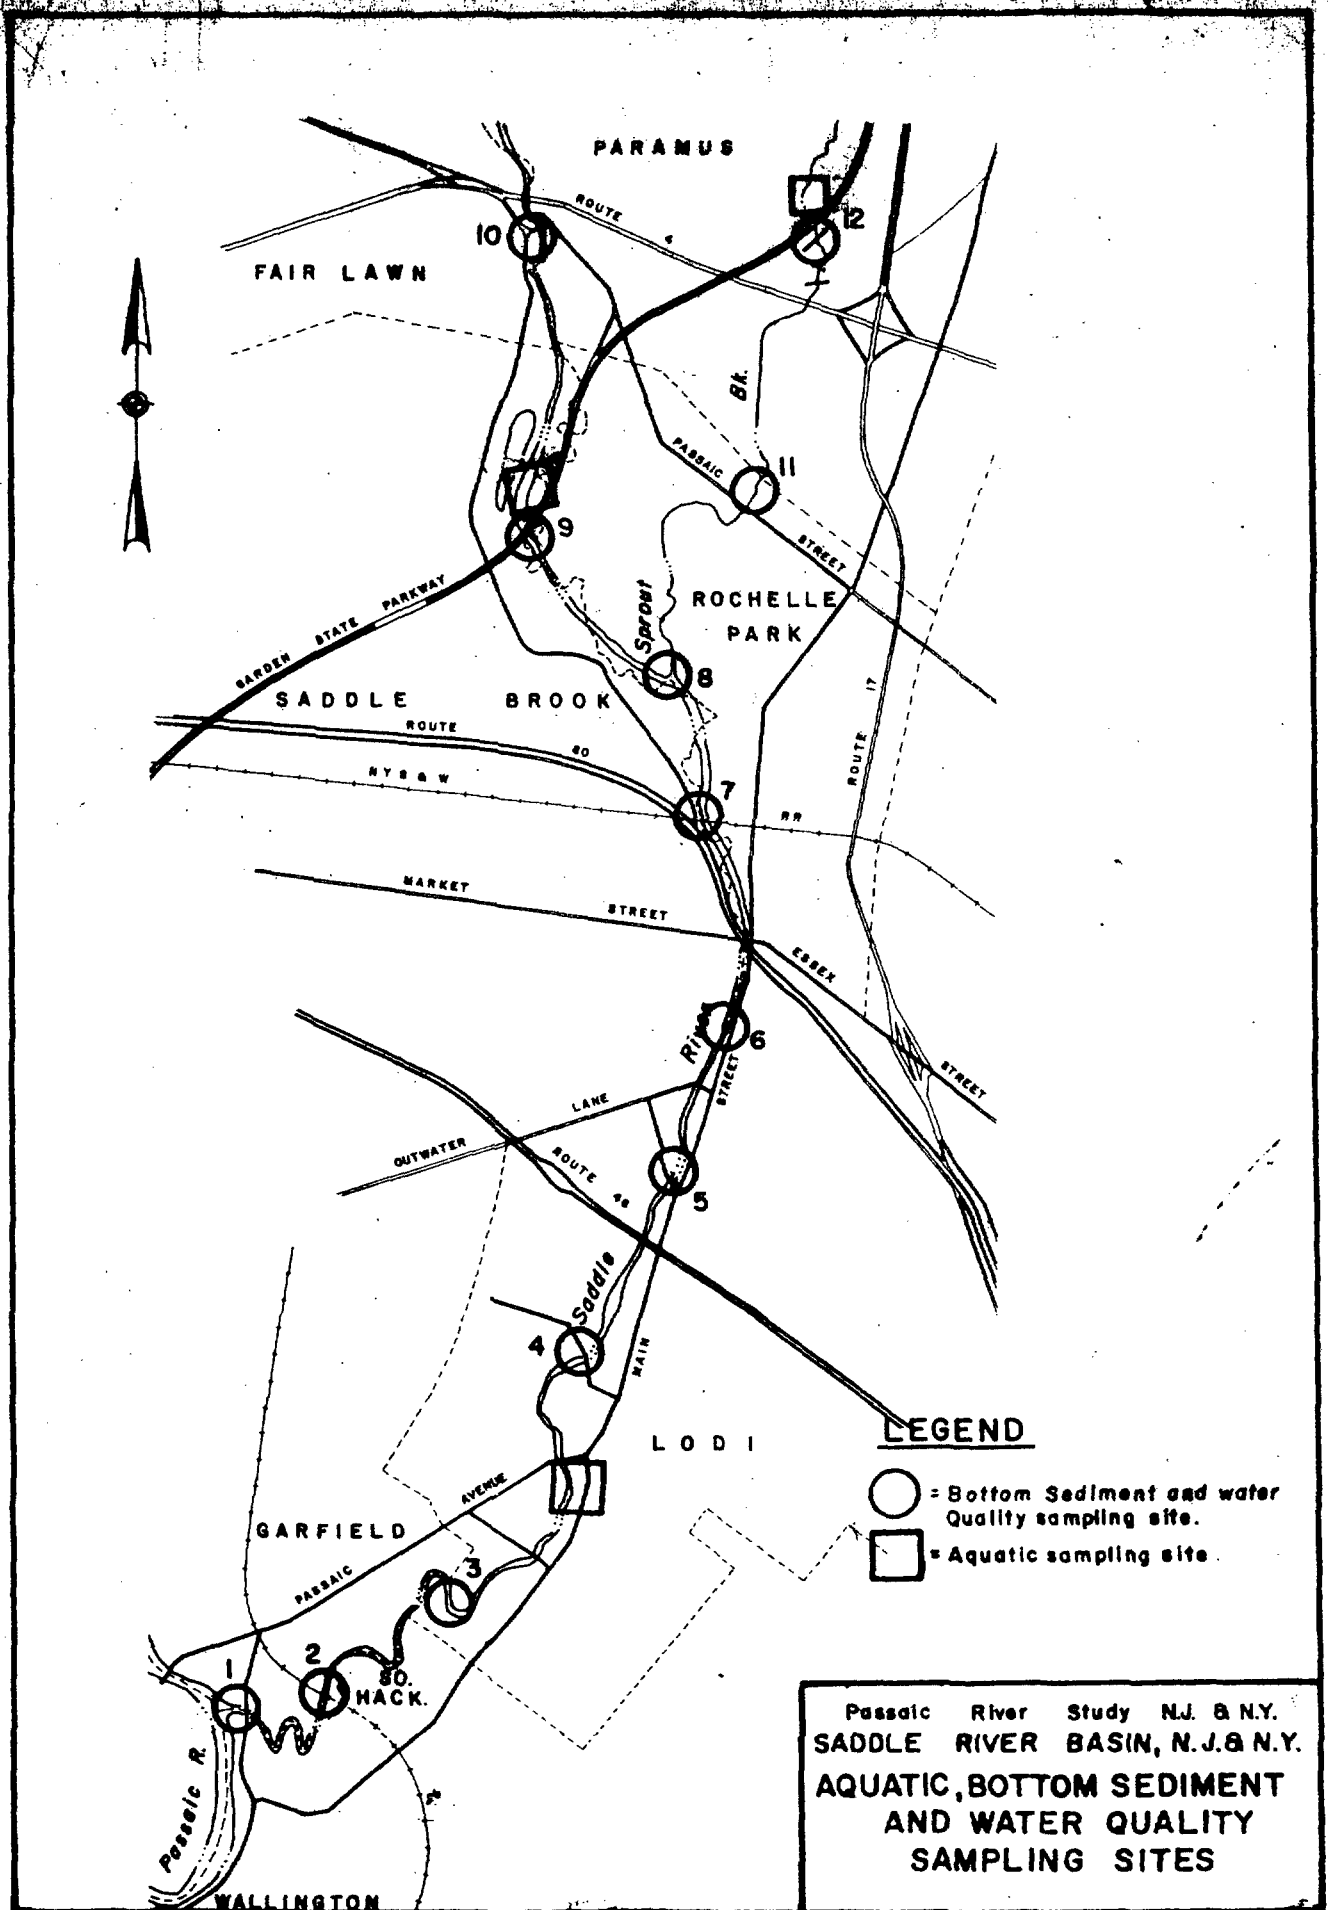 PARAMUS
12
ROUTE
4
10
FAIR LAWN
Bk.
PASSAIC
11
9
STREET
GARDEN STATE PARKWAY
Sprout
ROCHELLE
PARK
8
SADDLE BROOK
ROUTE
80
ROUTE 17
NYS & W
7
RR
MARKET
STREET
ESSEX
River
6
STREET
STREET
LANE
OUTWATER
ROUTE 46
5
Saddle
4
MAIN
LODI
LEGEND
= Bottom Sediment and water
Quality sampling site.
= Aquatic sampling site.
AVENUE
GARFIELD
PASSAIC
3
2
1
SO.
HACK.
Passaic R.
WALLINGTON
Passaic River Study N.J. & N.Y.
SADDLE RIVER BASIN, N.J. & N.Y.
AQUATIC, BOTTOM SEDIMENT
AND WATER QUALITY
SAMPLING SITES